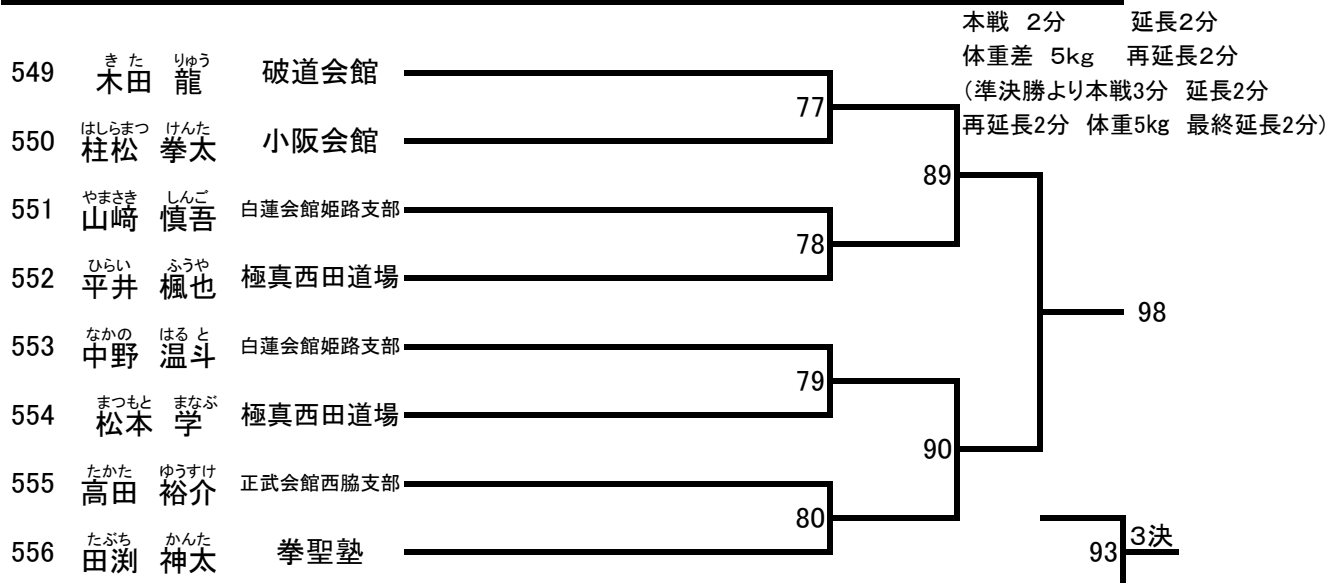 本戦 2分 延長2分
体重差 5kg 再延長2分
(準決勝より本戦3分 延長2分
再延長2分 体重5kg 最終延長2分)
きた りゅう
549 木田 龍 破道会館
77
はしらまつ けんた
550 柱松 拳太 小阪会館
89
やまさき しんご
551 山﨑 慎吾 白蓮会館姫路支部
78
ひらい ふうや
552 平井 楓也 極真西田道場
98
なかの はると
553 中野 温斗 白蓮会館姫路支部
79
まつもと まなぶ
554 松本 学 極真西田道場
90
たかた ゆうすけ
555 高田 裕介 正武会館西脇支部
80
たぶち かんた
556 田渕 神太 拳聖塾
93 3決